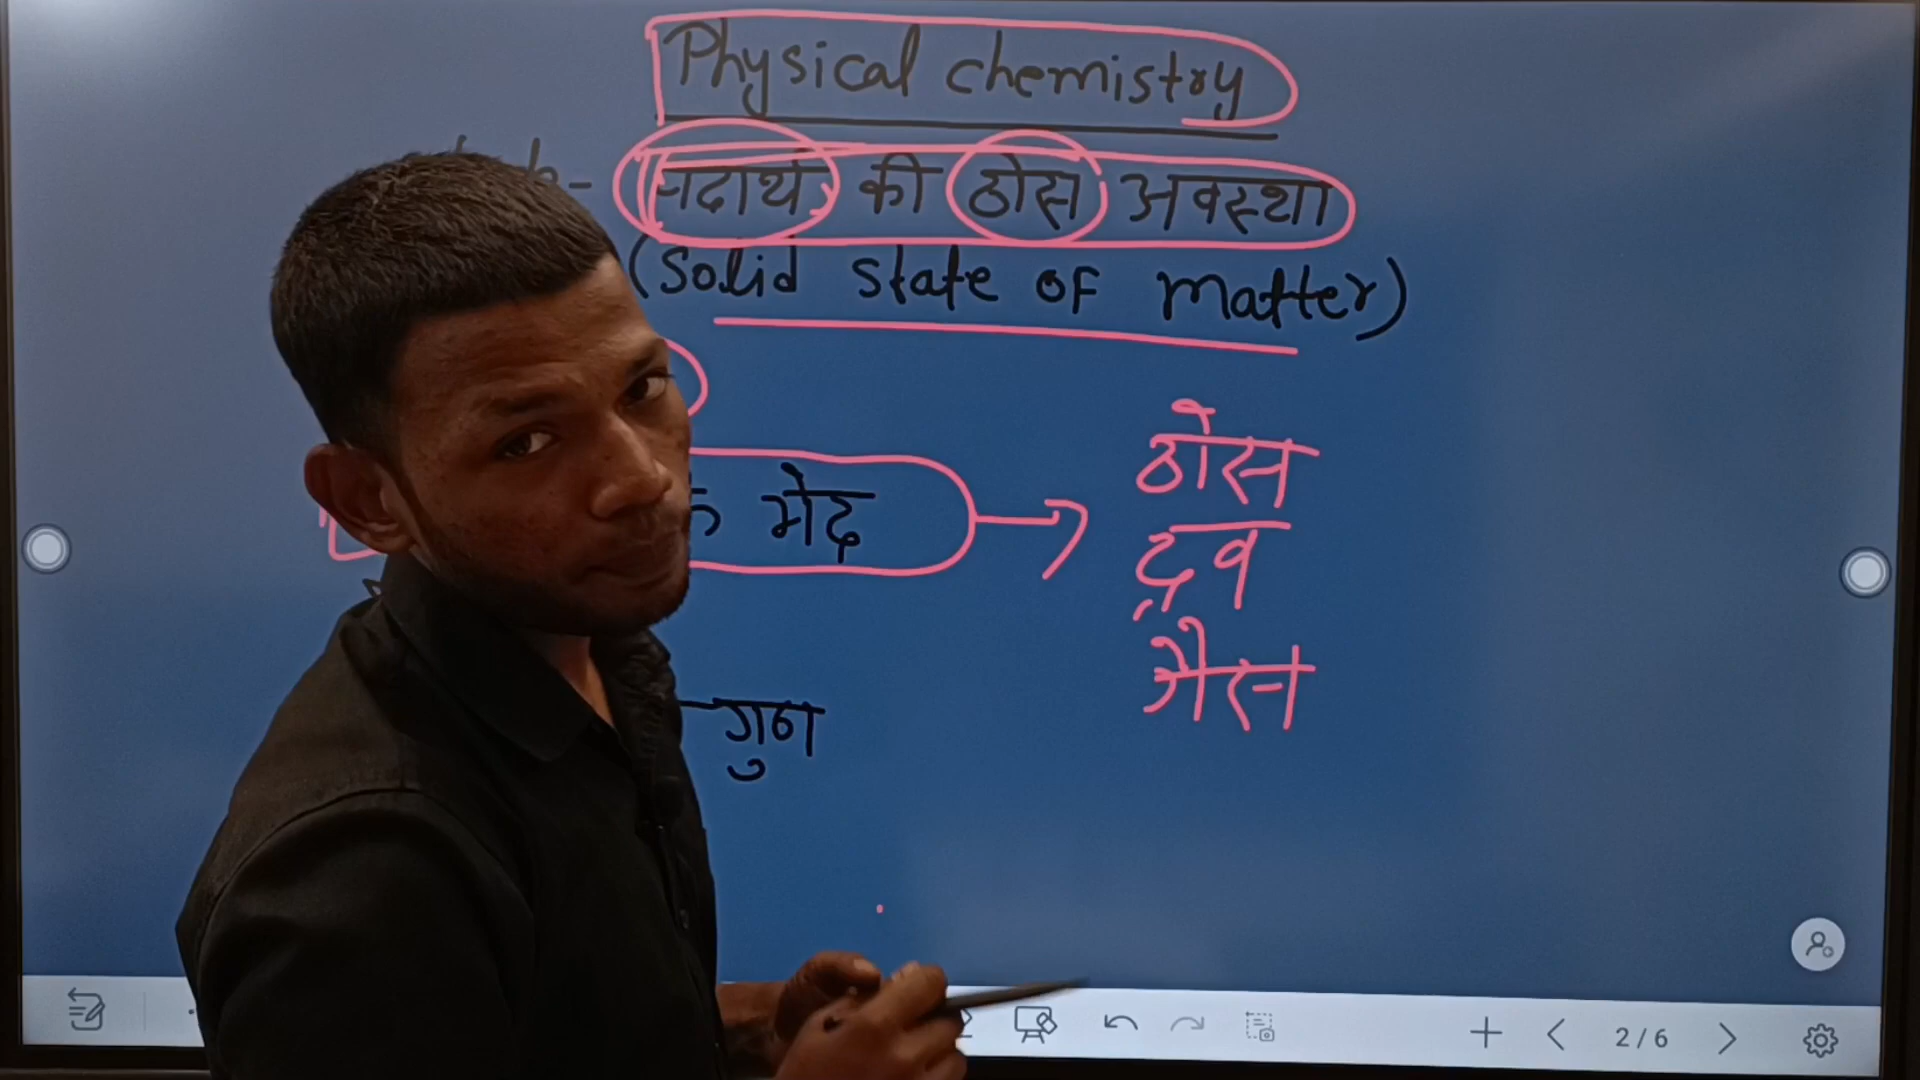 Physical chemistry
पदार्थ की ठोस अवस्था
(Solid state of matter)
के भेद
ठोस
द्रव
गैस
गुण
2/6